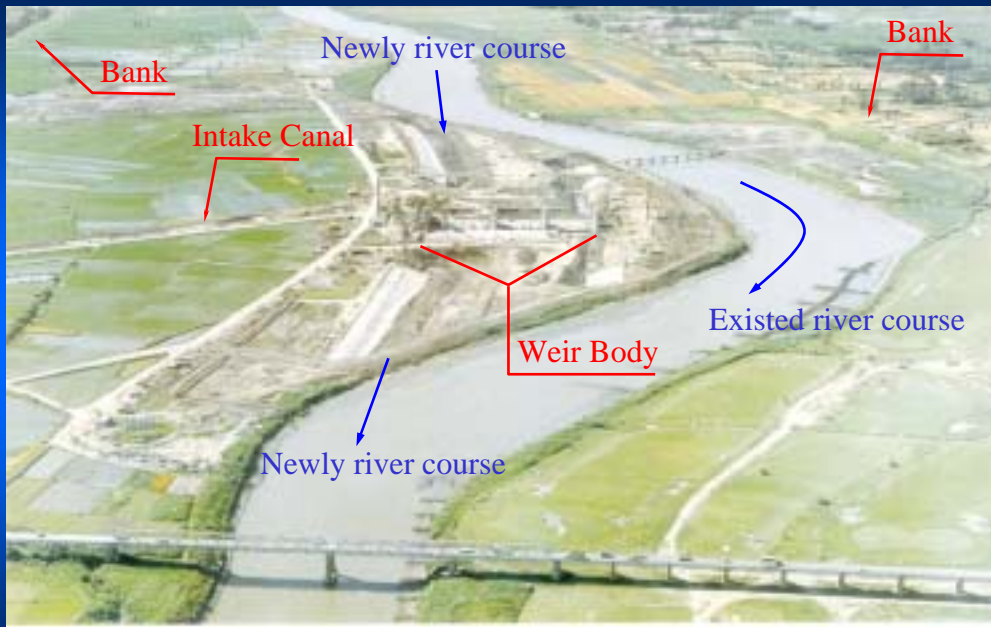 Newly river course
Bank
Bank
Intake Canal
Existed river course
Weir Body
Newly river course